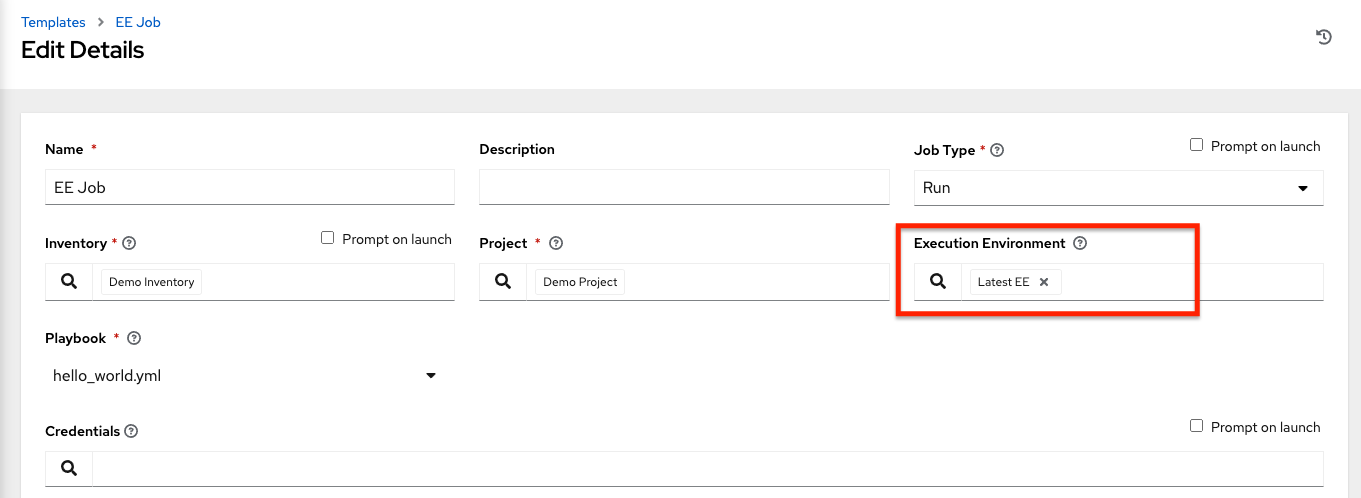 Templates > EE Job
Edit Details
Name * Description Job Type * Prompt on launch
EE Job Run
Inventory * Prompt on launch Project * Execution Environment
Demo Inventory Demo Project Latest EE
Playbook *
hello_world.yml
Credentials Prompt on launch